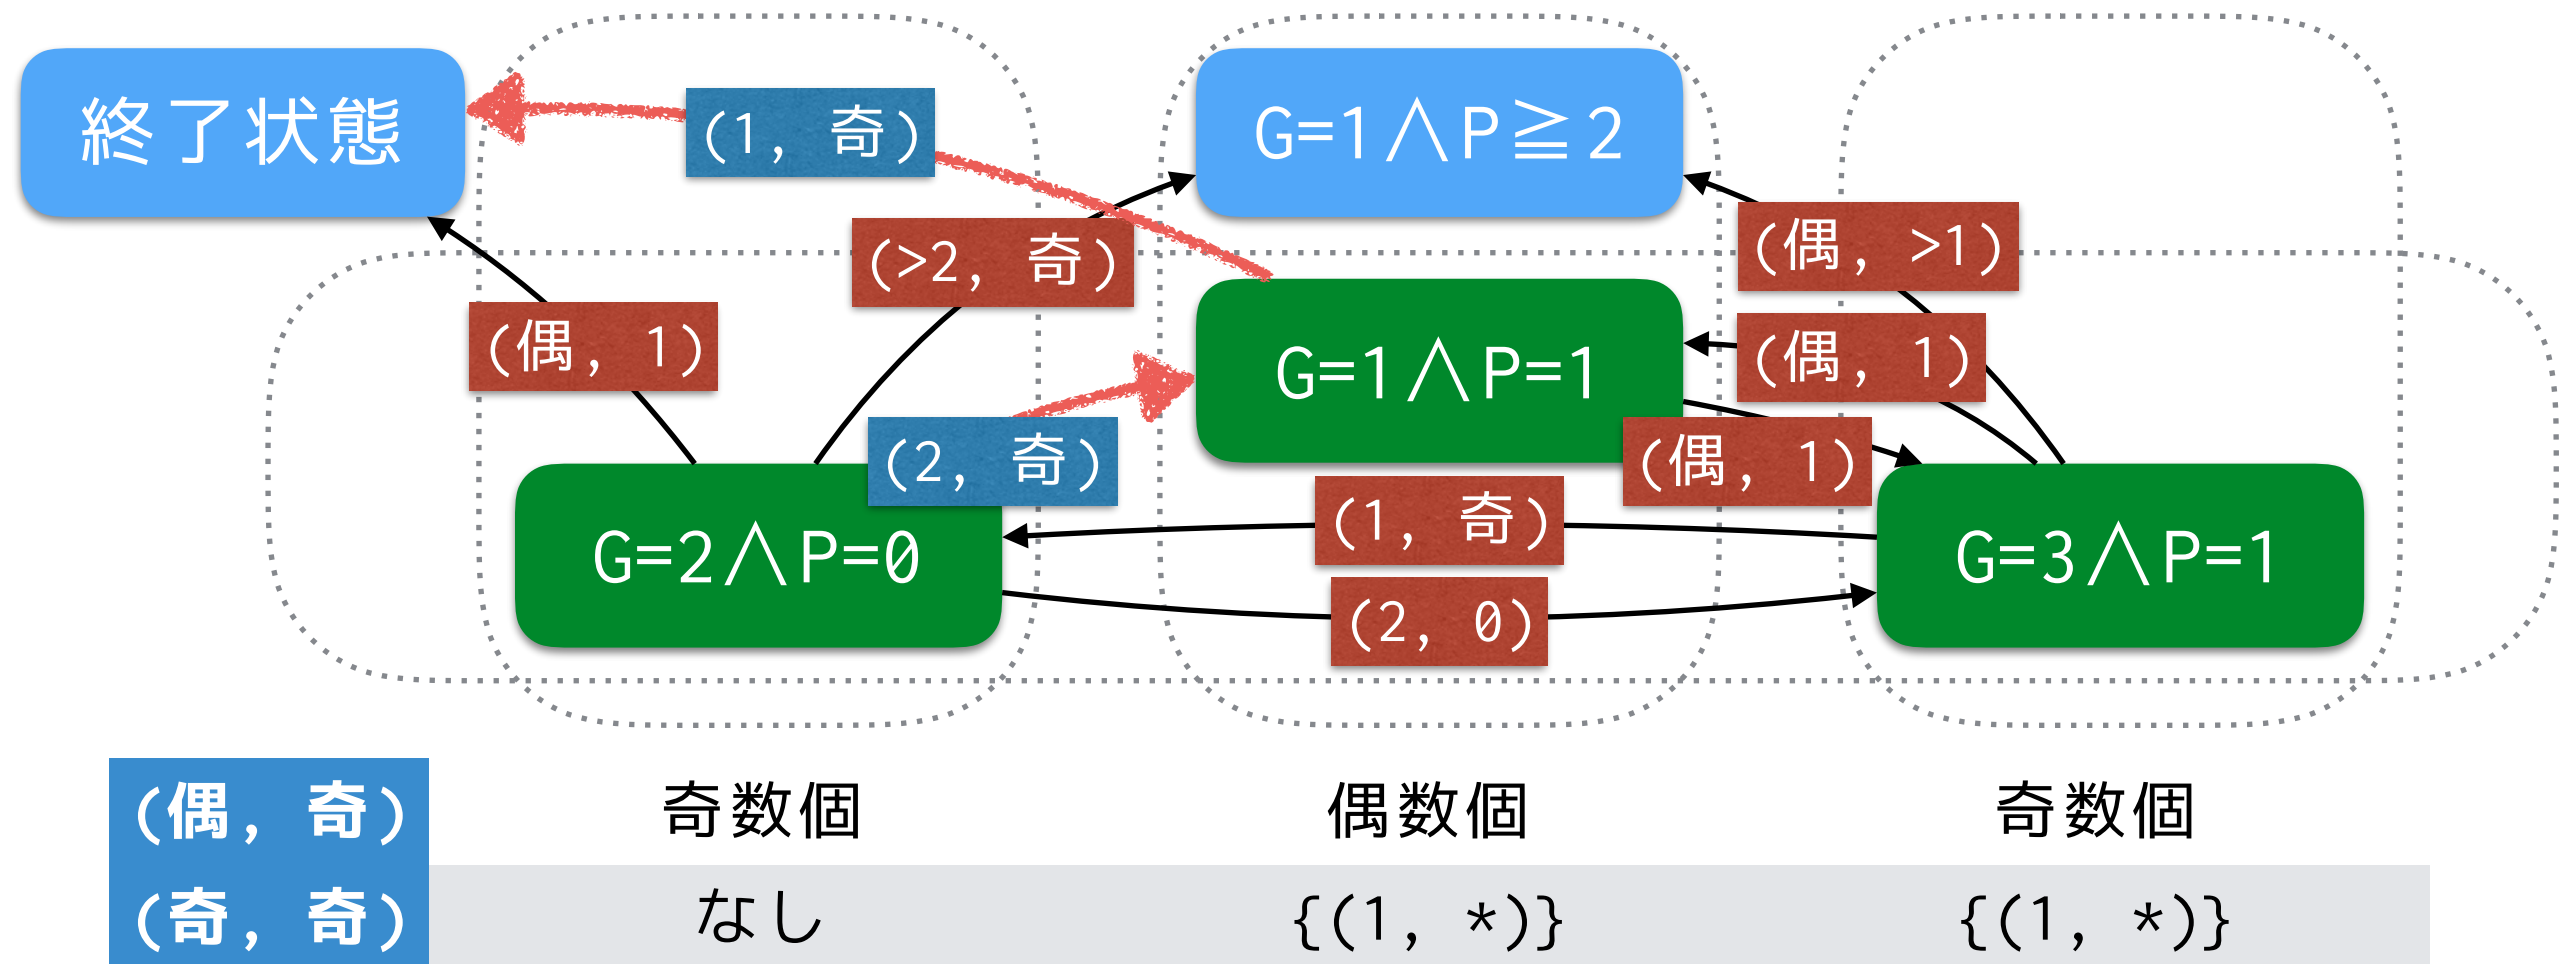 終了状態
(1, 奇)
G=1∧P≧2
(>2, 奇)
(偶, >1)
(偶, 1)
G=1∧P=1
(偶, 1)
(2, 奇)
(偶, 1)
(1, 奇)
G=2∧P=0
G=3∧P=1
(2, 0)
(偶, 奇) 奇数個 偶数個 奇数個
(奇, 奇) なし {(1, *)} {(1, *)}